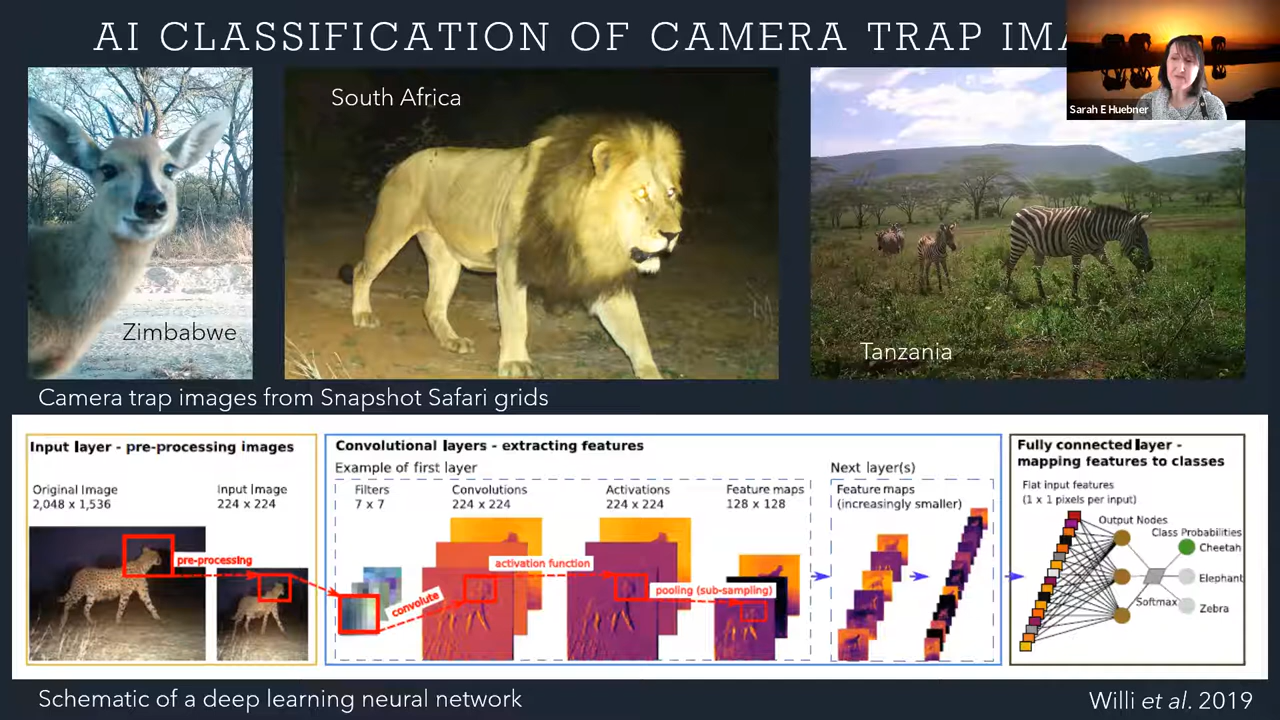 AI CLASSIFICATION OF CAMERA TRAP IMA
Sarah E Huebner
South Africa
Zimbabwe
Tanzania
Camera trap images from Snapshot Safari grids
Input layer - pre-processing images
Original Image
2,048 x 1,536
Input Image
224 x 224
pre-processing
Convolutional layers - extracting features
Example of first layer
Filters
7 x 7
Convolutions
224 x 224
Activations
224 x 224
Feature maps
128 x 128
convolute
activation function
pooling (sub-sampling)
Next layer(s)
Feature maps
(increasingly smaller)
Fully connected layer -
mapping features to classes
Flat input features
(1 x 1 pixels per input)
Output Nodes
Class Probabilities
Cheetah
Elephant
Softmax
Zebra
Schematic of a deep learning neural network
Willi et al. 2019